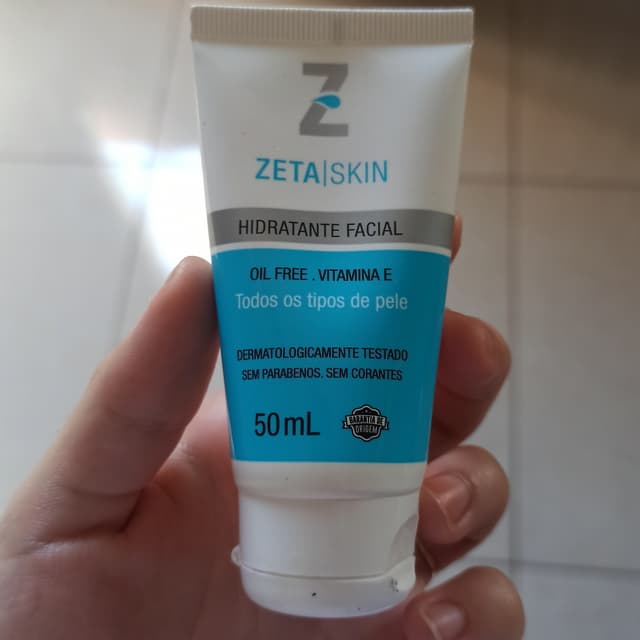 Z
ZETA|SKIN
HIDRATANTE FACIAL
OIL FREE . VITAMINA E
Todos os tipos de pele
DERMATOLOGICAMENTE TESTADO
SEM PARABENOS. SEM CORANTES
50mL
GARANTIA DE
ORIGEM